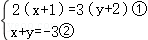 2(x+1)=3(y+2)①
x+y=-3②